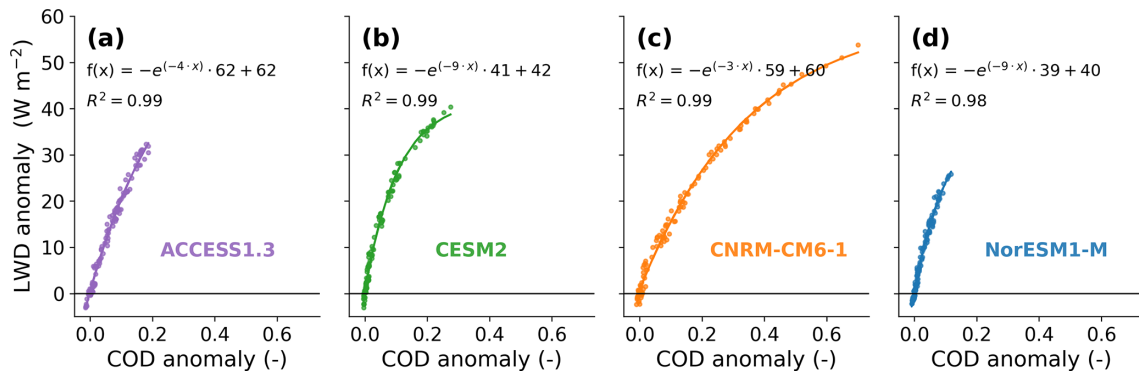 (a)
f(x) = −e^(−4·x) · 62 + 62
R² = 0.99
ACCESS1.3
(b)
f(x) = −e^(−9·x) · 41 + 42
R² = 0.99
CESM2
(c)
f(x) = −e^(−3·x) · 59 + 60
R² = 0.99
CNRM-CM6-1
(d)
f(x) = −e^(−9·x) · 39 + 40
R² = 0.98
NorESM1-M
LWD anomaly (W m⁻²)
60
50
40
30
20
10
0
0.0 0.2 0.4 0.6
0.0 0.2 0.4 0.6
0.0 0.2 0.4 0.6
0.0 0.2 0.4 0.6
COD anomaly (-)
COD anomaly (-)
COD anomaly (-)
COD anomaly (-)